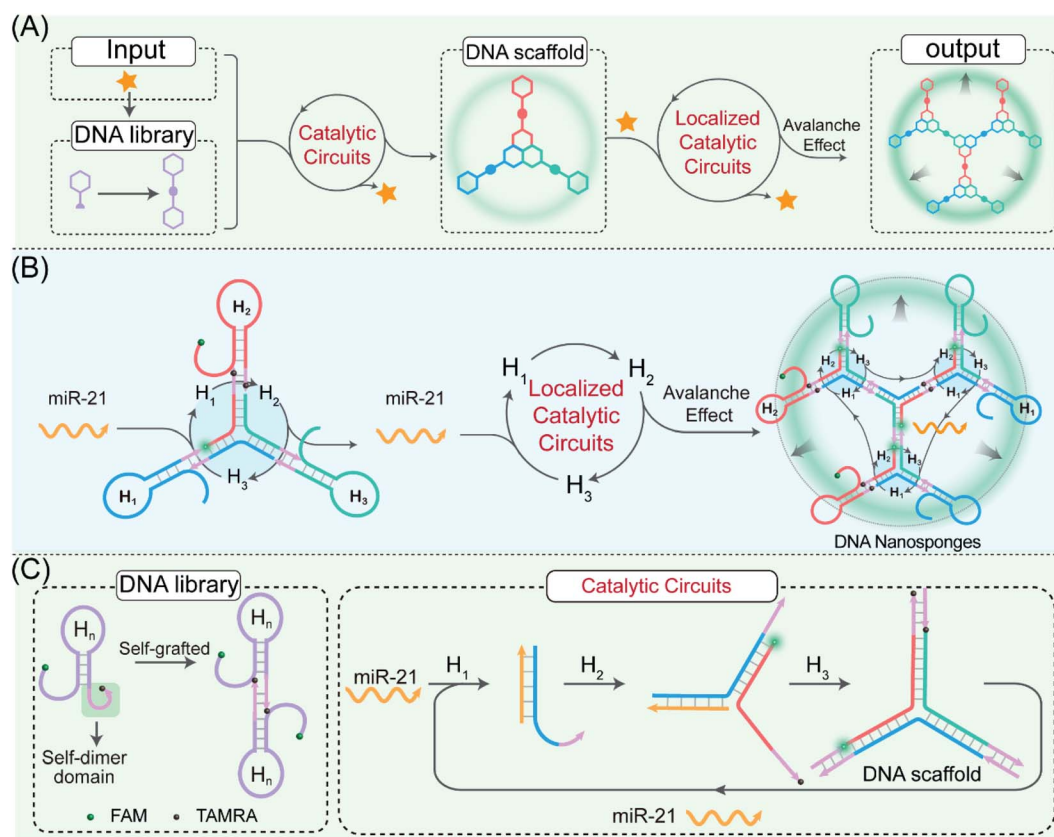 (A)
Input
DNA library
Catalytic
Circuits
DNA scaffold
Localized
Catalytic
Circuits
Avalanche
Effect
output
(B)
miR-21
H₂
H₁
H₂
H₃
H₁
H₃
miR-21
H₁
H₂
H₃
Localized
Catalytic
Circuits
Avalanche
Effect
H₂
H₃
H₁
H₂
H₃
H₁
H₂
H₁
H₂
H₃
H₁
DNA Nanosponges
(C)
DNA library
Hₙ
Self-grafted
Hₙ
Hₙ
Self-dimer
domain
FAM
TAMRA
Catalytic Circuits
miR-21
H₁
H₂
H₃
DNA scaffold
miR-21